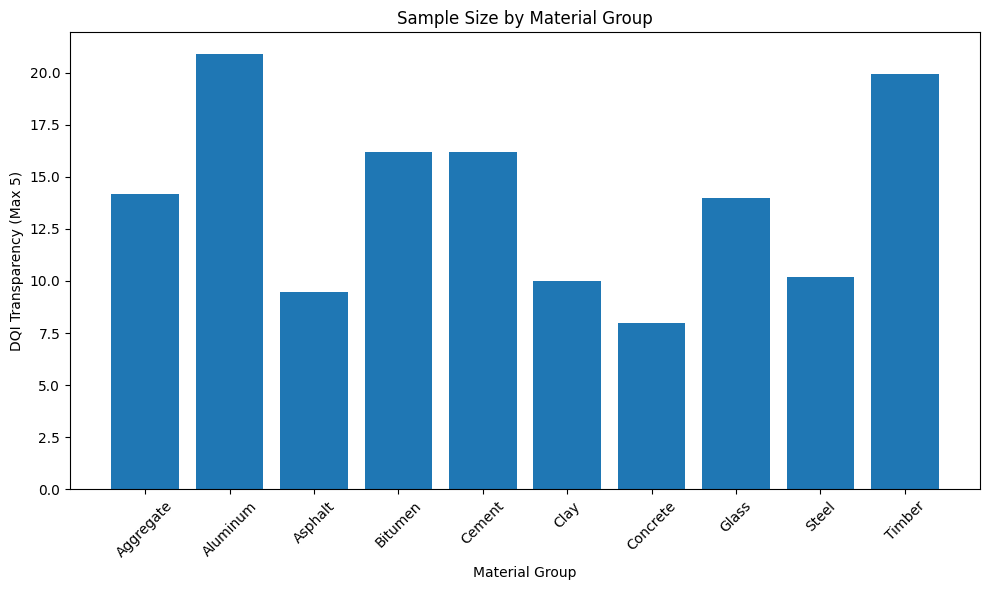 Sample Size by Material Group
DQI Transparency (Max 5)
20.0
17.5
15.0
12.5
10.0
7.5
5.0
2.5
0.0
Aggregate
Aluminum
Asphalt
Bitumen
Cement
Clay
Concrete
Glass
Steel
Timber
Material Group